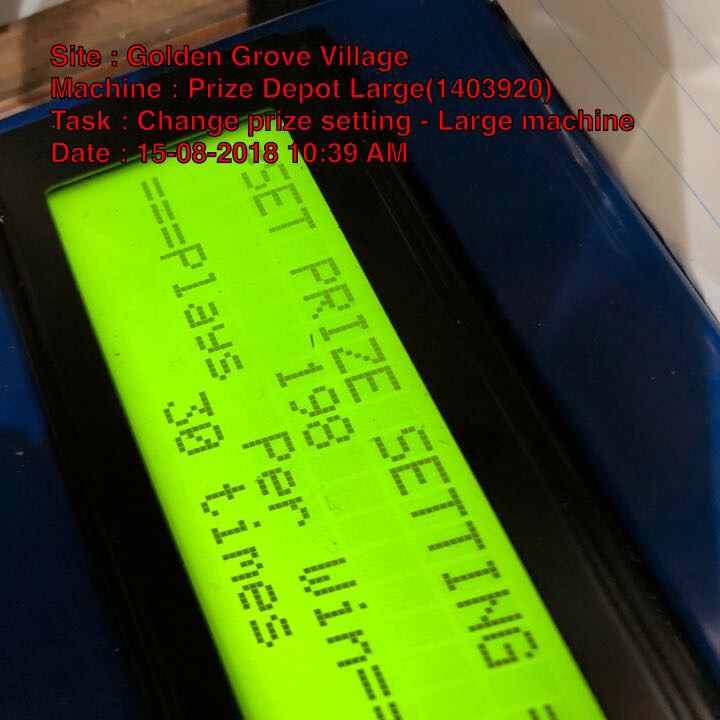 Site : Golden Grove Village
Machine : Prize Depot Large(1403920)
Task : Change prize setting - Large machine
Date : 15-08-2018 10:39 AM
SET PRIZE SETTING =
198
===Plays per win==
30 times